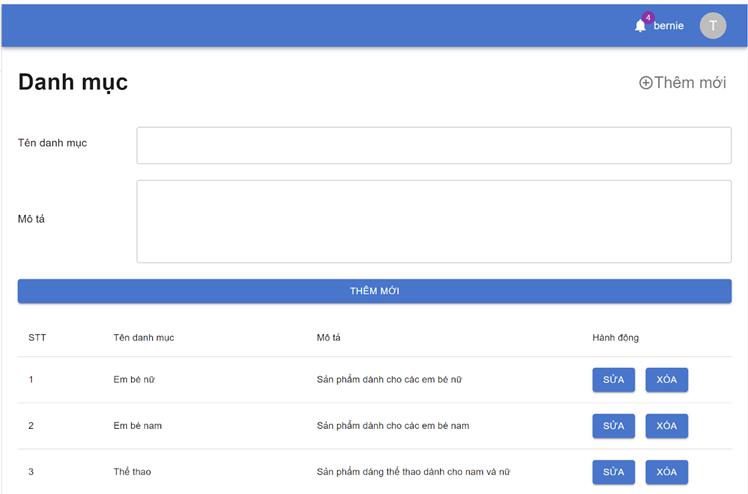 4
bernie
T
Danh mục
Thêm mới
Tên danh mục
Mô tả
THÊM MỚI
STT Tên danh mục Mô tả Hành động
1 Em bé nữ Sản phẩm dành cho các em bé nữ SỬA XÓA
2 Em bé nam Sản phẩm dành cho các em bé nam SỬA XÓA
3 Thể thao Sản phẩm dáng thể thao dành cho nam và nữ SỬA XÓA